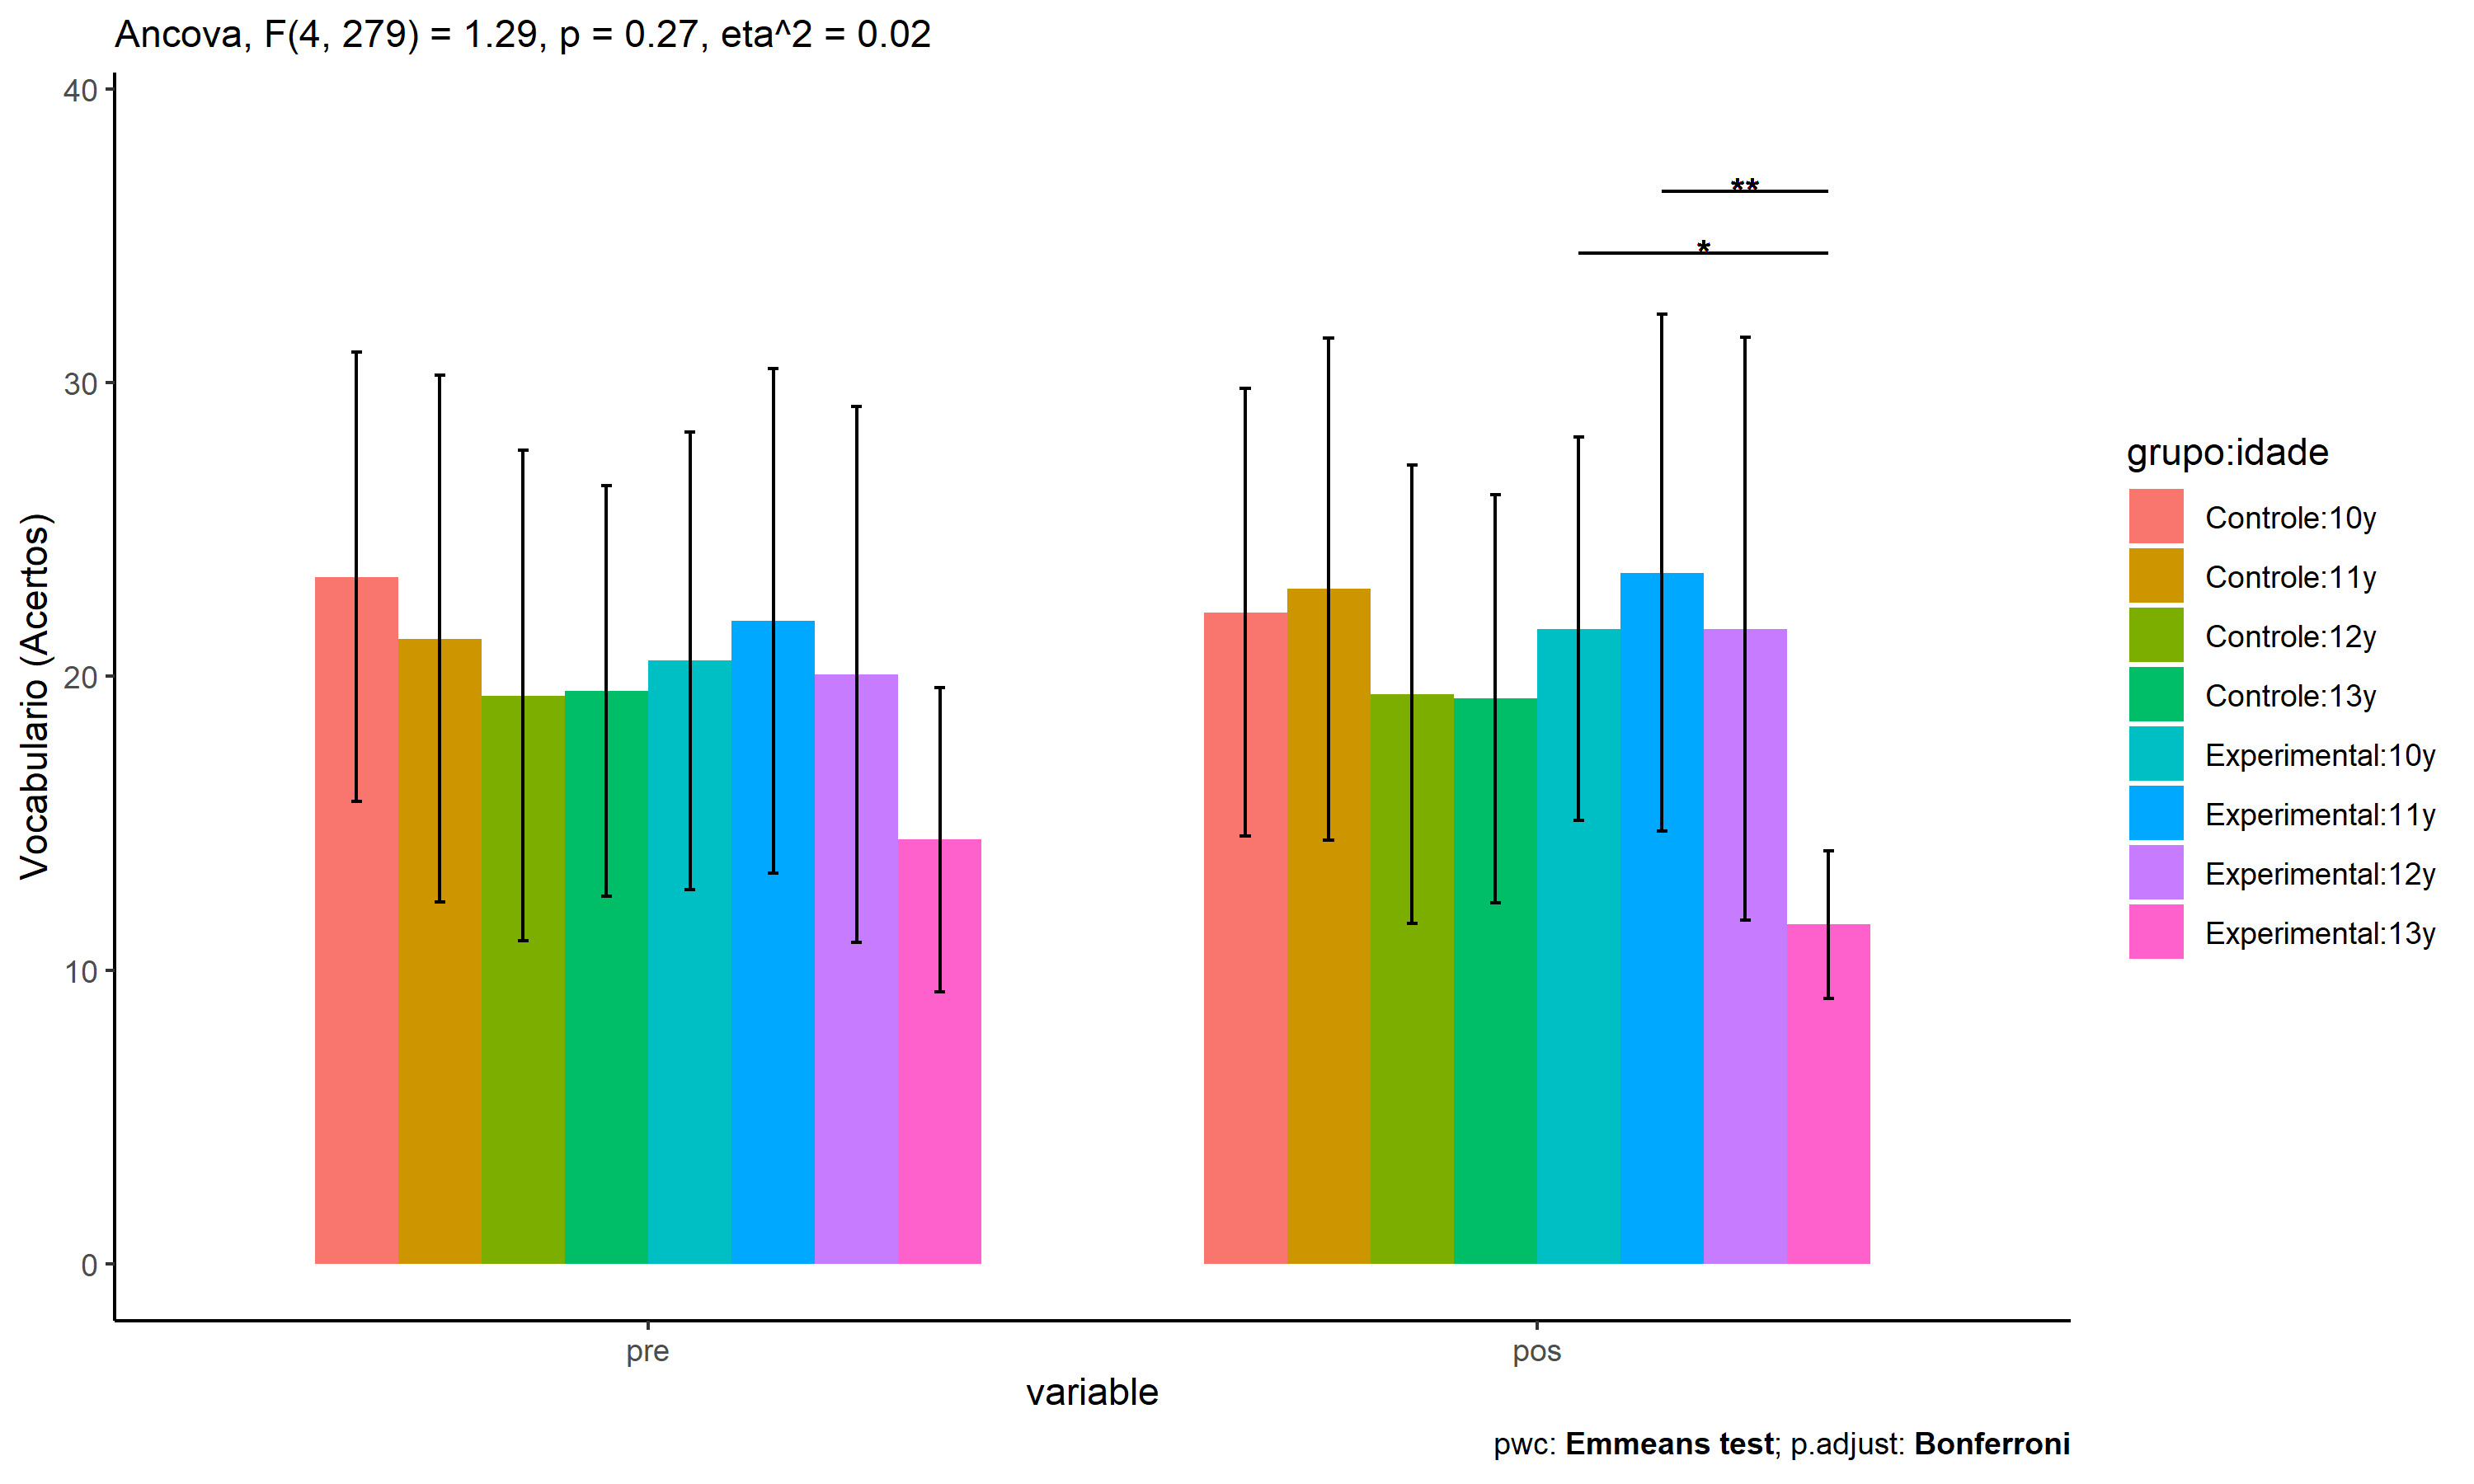 Ancova, F(4, 279) = 1.29, p = 0.27, eta^2 = 0.02
40
30
20
10
0
Vocabulario (Acertos)
**
*
pre
pos
variable
grupo:idade
Controle:10y
Controle:11y
Controle:12y
Controle:13y
Experimental:10y
Experimental:11y
Experimental:12y
Experimental:13y
pwc: Emmeans test; p.adjust: Bonferroni